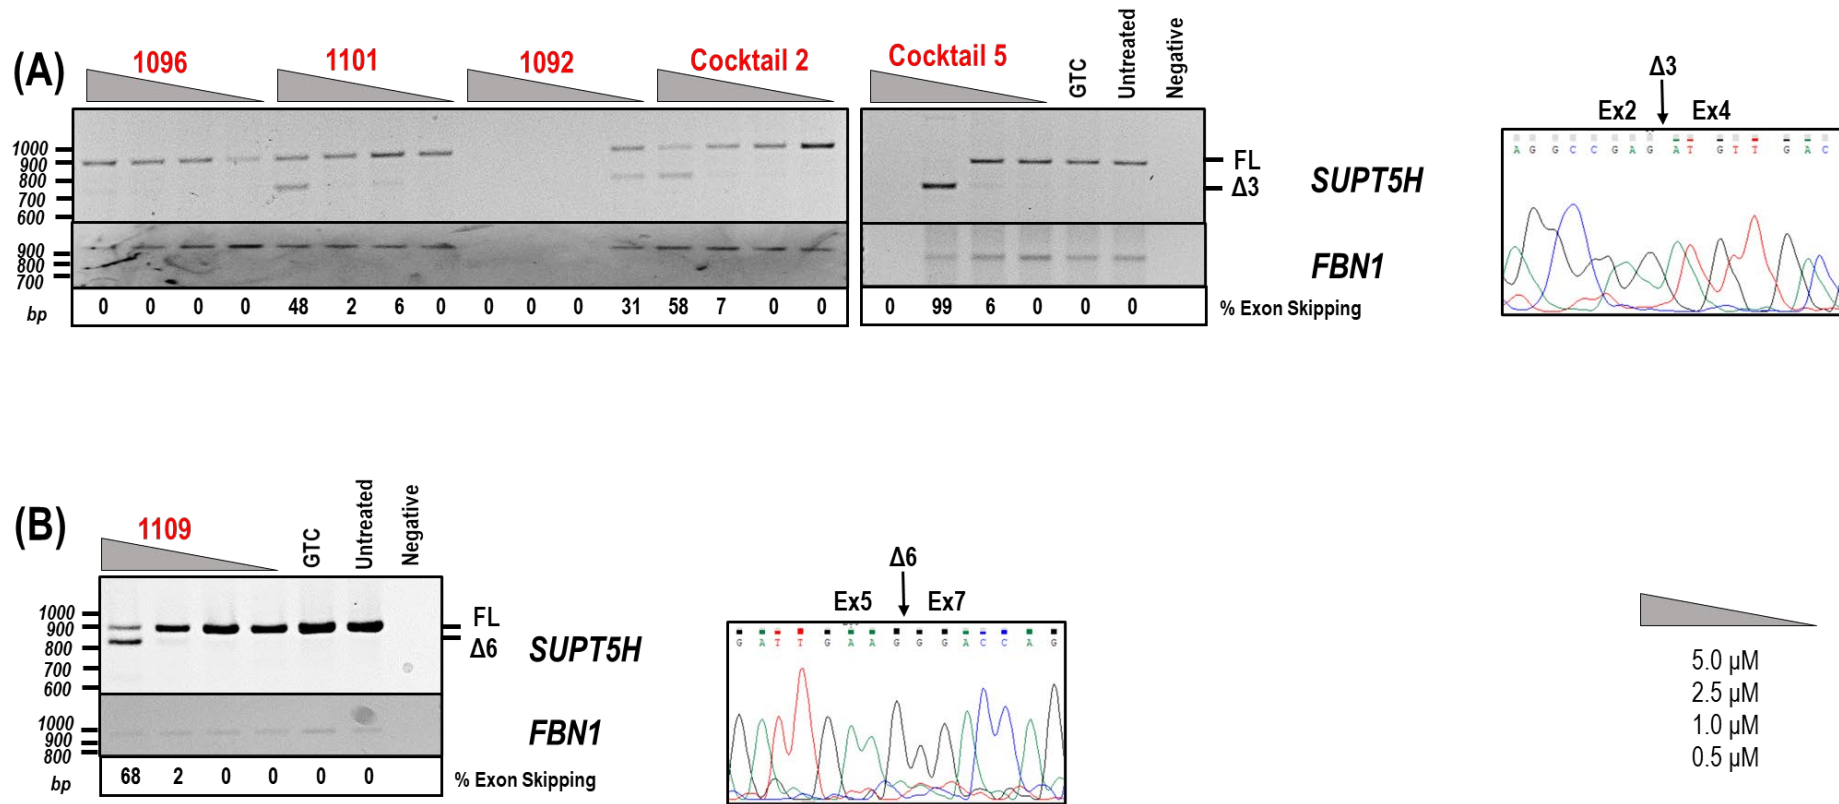 (A)
1096
1101
1092
Cocktail 2
Cocktail 5
GTC
Untreated
Negative
1000
900
800
700
600
FL
Δ3
SUPT5H
900
800
700
FBN1
bp
0 0 0 0 48 2 6 0 0 0 0 31 58 7 0 0
0 99 6 0 0 0
% Exon Skipping
Δ3
Ex2 Ex4
A G G C C G A G A T G T T G A C
(B)
1109
GTC
Untreated
Negative
1000
900
800
700
600
FL
Δ6
SUPT5H
1000
900
800
FBN1
bp
68 2 0 0 0 0
% Exon Skipping
Δ6
Ex5 Ex7
G A T T G A A G G G A C C A G
5.0 µM
2.5 µM
1.0 µM
0.5 µM